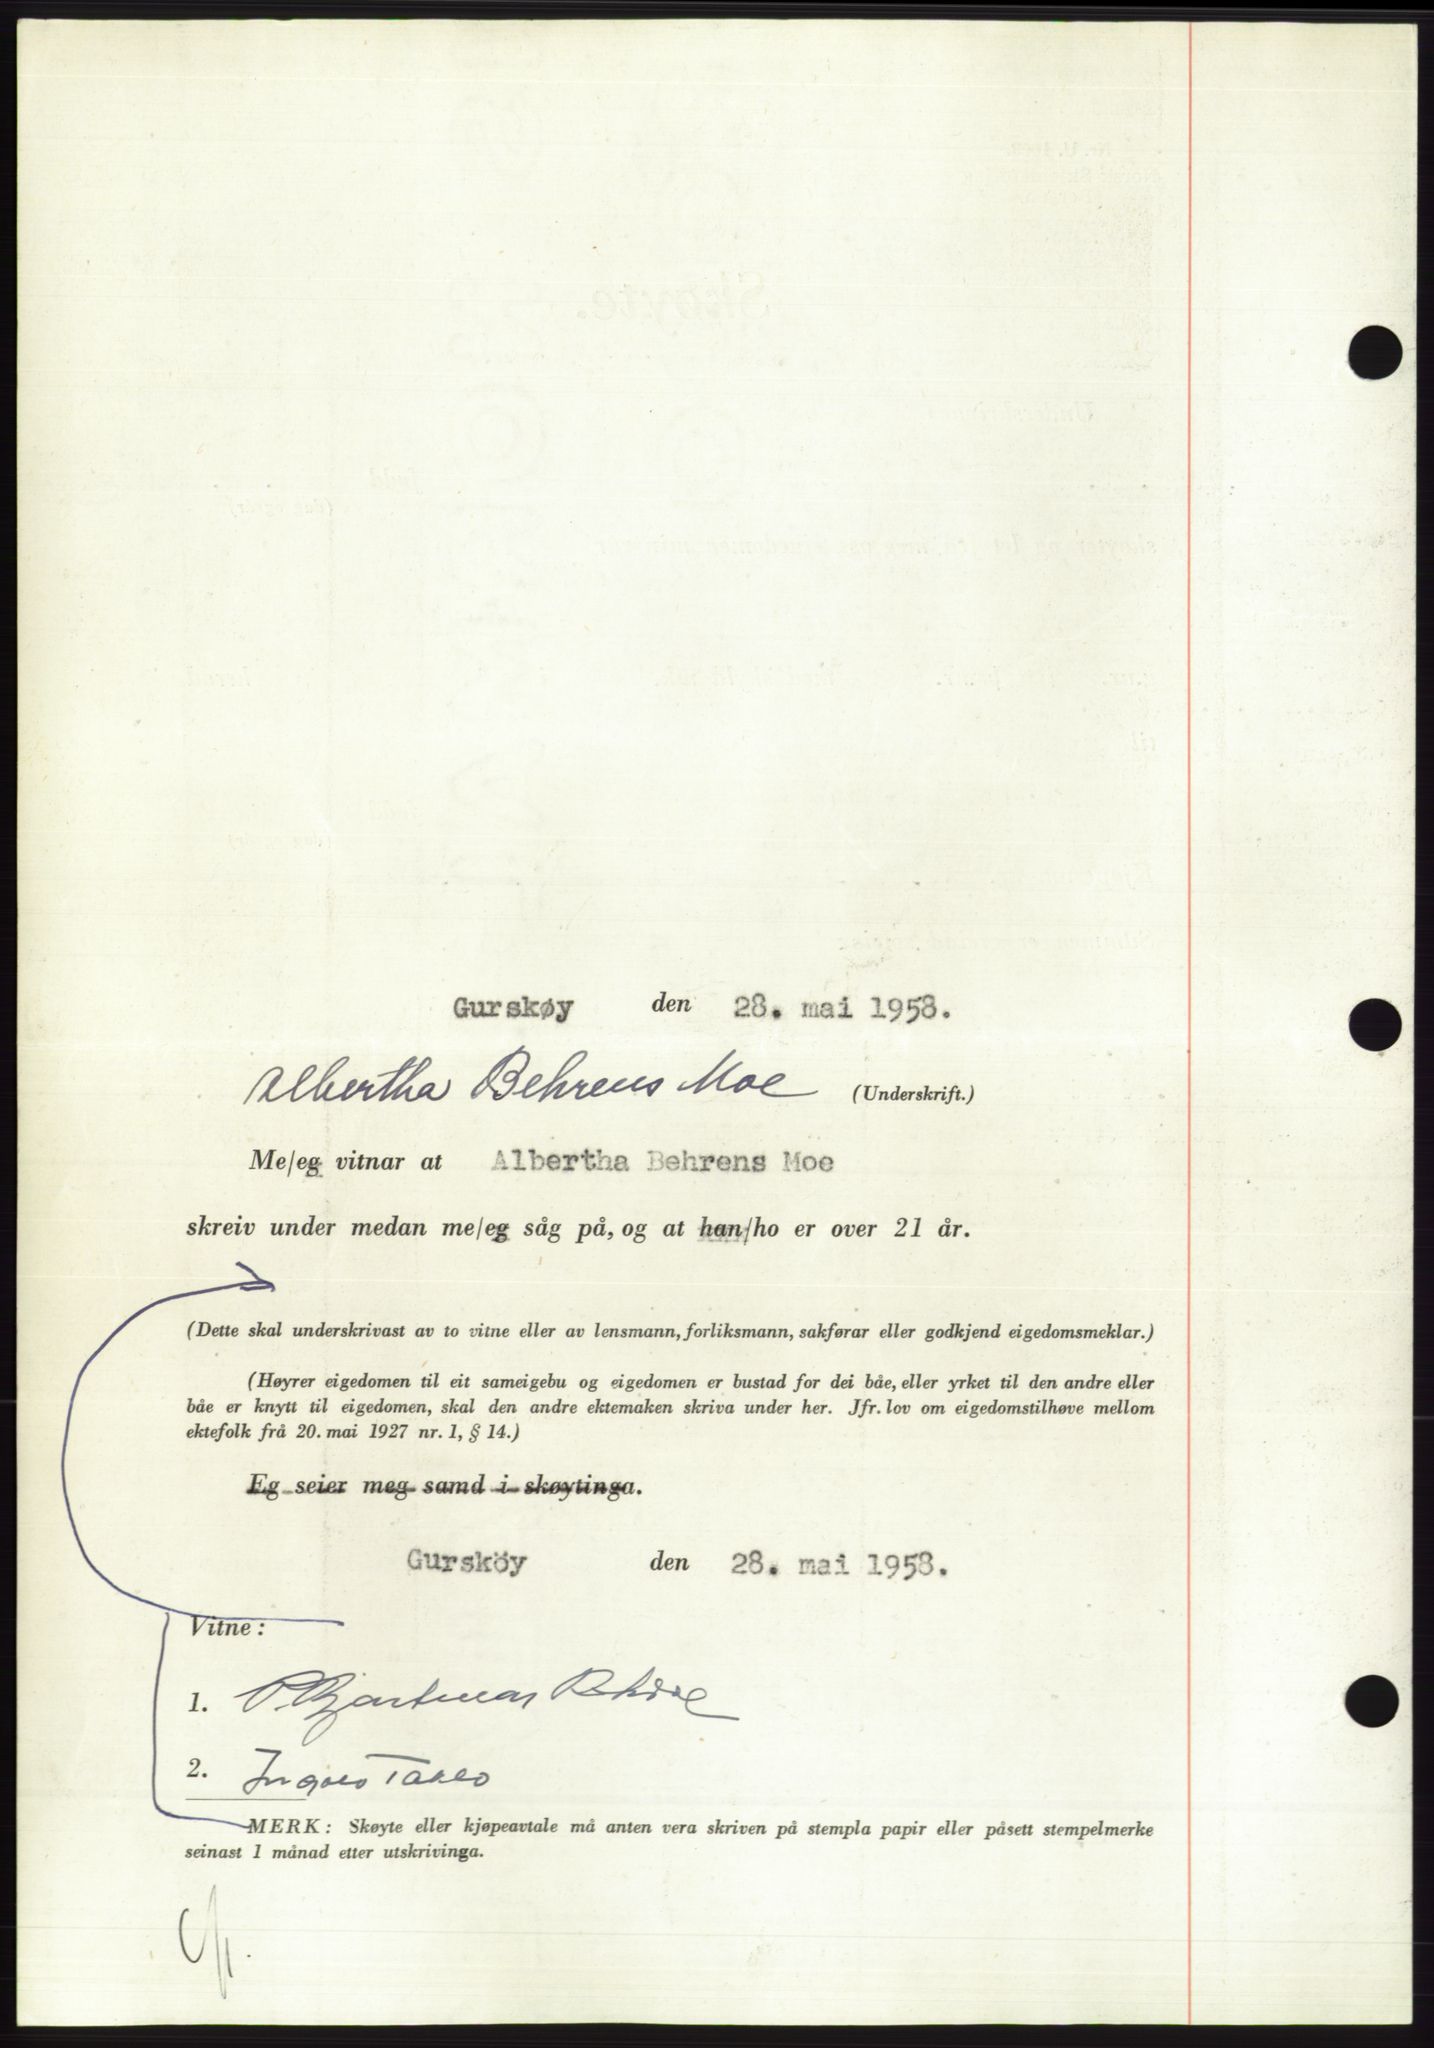 Gurskøy den 28. mai 1958.
Albertha Behrens Moe (Underskrift.)
Me/eg vitnar at Albertha Behrens Moe
skreiv under medan me/eg såg på, og at han/ho er over 21 år.
(Dette skal underskrivast av to vitne eller av lensmann, forliksmann, sakførar eller godkjend eigedomsmeklar.)
(Høyrer eigedomen til eit sameigebu og eigedomen er bustad for dei båe, eller yrket til den andre eller
båe er knytt til eigedomen, skal den andre ektemaken skriva under her. Jfr. lov om eigedomstilhøve mellom
ektefolk frå 20. mai 1927 nr. 1, § 14.)
Eg seier meg samd i skøytinga.
Gursköy den 28. mai 1958.
Vitne:
1.
2.
MERK: Skøyte eller kjøpeavtale må anten vera skriven på stempla papir eller påsett stempelmerke
seinast 1 månad etter utskrivinga.